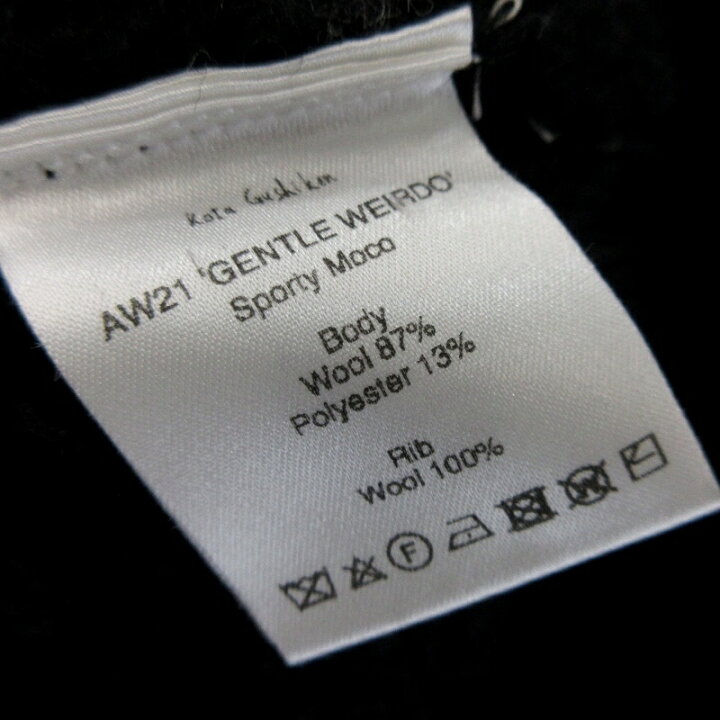 Kota Gushiken
AW21 'GENTLE WEIRDO'
Sporty Moco
Body
Wool 87%
Polyester 13%
Rib
Wool 100%
F
W